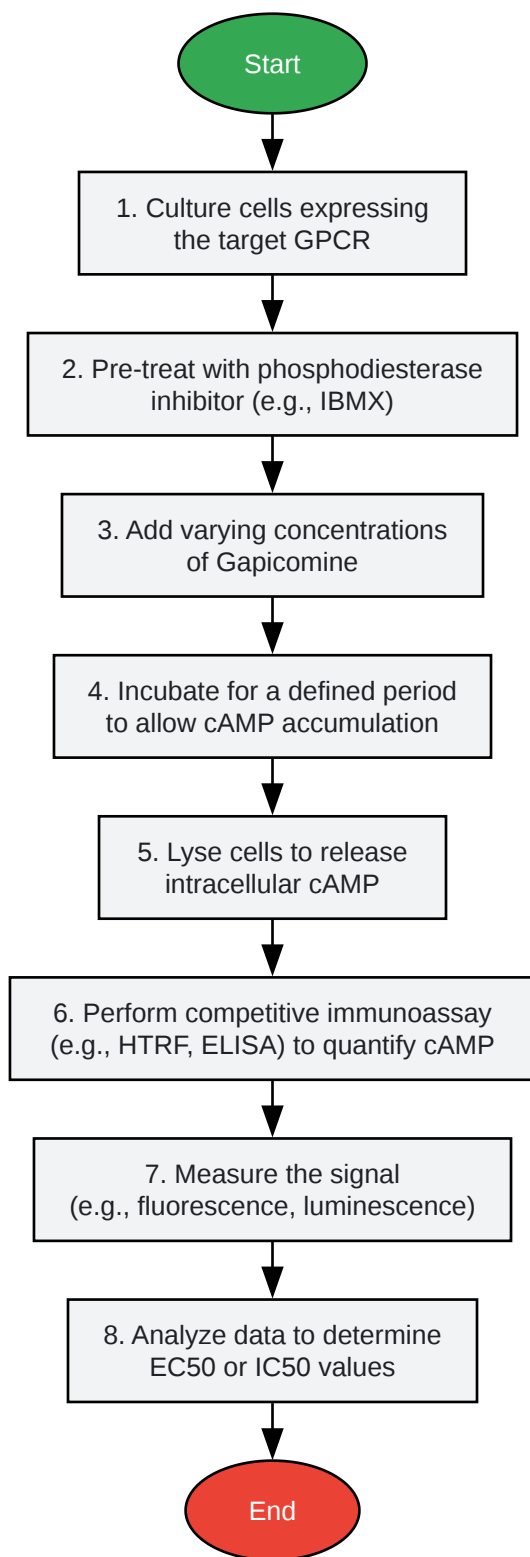 Start
1. Culture cells expressing
the target GPCR
2. Pre-treat with phosphodiesterase
inhibitor (e.g., IBMX)
3. Add varying concentrations
of Gapicomine
4. Incubate for a defined period
to allow cAMP accumulation
5. Lyse cells to release
intracellular cAMP
6. Perform competitive immunoassay
(e.g., HTRF, ELISA) to quantify cAMP
7. Measure the signal
(e.g., fluorescence, luminescence)
8. Analyze data to determine
EC50 or IC50 values
End